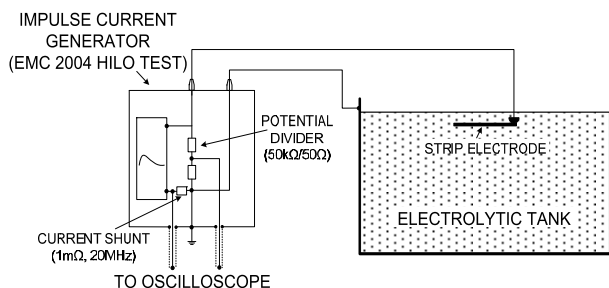 IMPULSE CURRENT
GENERATOR
(EMC 2004 HILO TEST)
POTENTIAL
DIVIDER
(50kΩ/50Ω)
STRIP ELECTRODE
ELECTROLYTIC TANK
CURRENT SHUNT
(1mΩ, 20MHz)
TO OSCILLOSCOPE